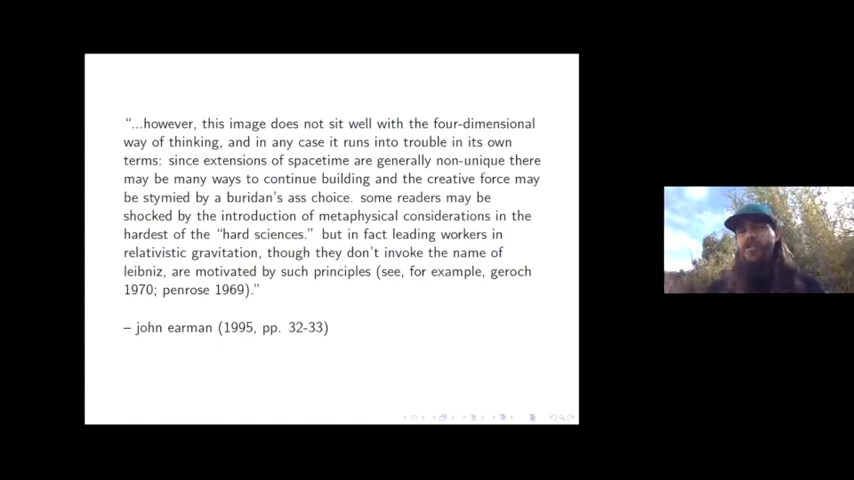 “...however, this image does not sit well with the four-dimensional
way of thinking, and in any case it runs into trouble in its own
terms: since extensions of spacetime are generally non-unique there
may be many ways to continue building and the creative force may
be stymied by a buridan’s ass choice. some readers may be
shocked by the introduction of metaphysical considerations in the
hardest of the “hard sciences.” but in fact leading workers in
relativistic gravitation, though they don’t invoke the name of
leibniz, are motivated by such principles (see, for example, geroch
1970; penrose 1969).”
– john earman (1995, pp. 32-33)